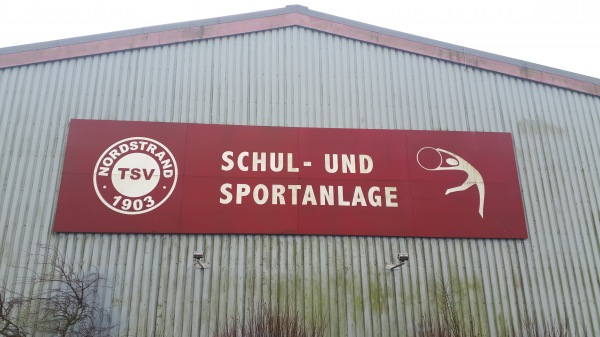 NORDSTRAND
TSV
· 1903 ·
SCHUL- UND
SPORTANLAGE